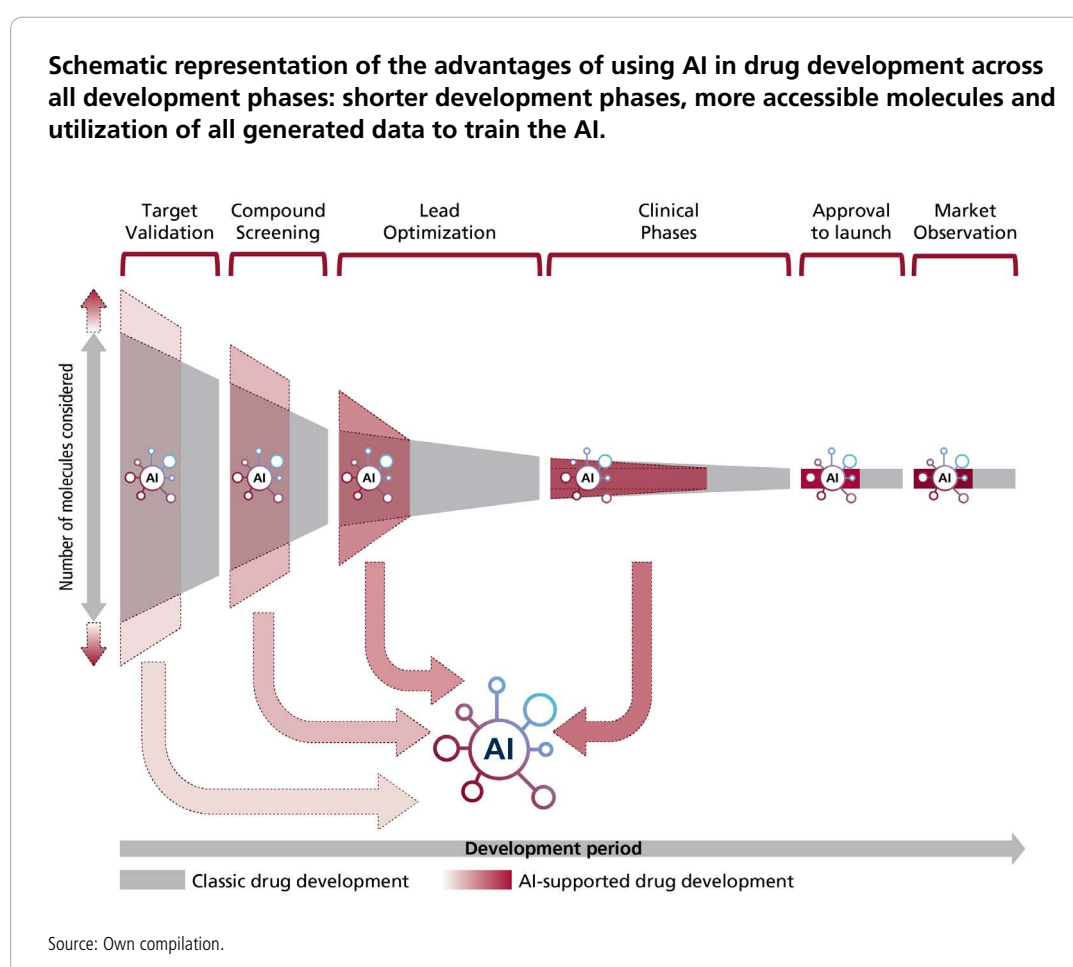 Schematic representation of the advantages of using AI in drug development across
all development phases: shorter development phases, more accessible molecules and
utilization of all generated data to train the AI.
Target
Validation
Compound
Screening
Lead
Optimization
Clinical
Phases
Approval
to launch
Market
Observation
Number of molecules considered
AI
AI
AI
AI
AI
AI
AI
Development period
Classic drug development
AI-supported drug development
Source: Own compilation.